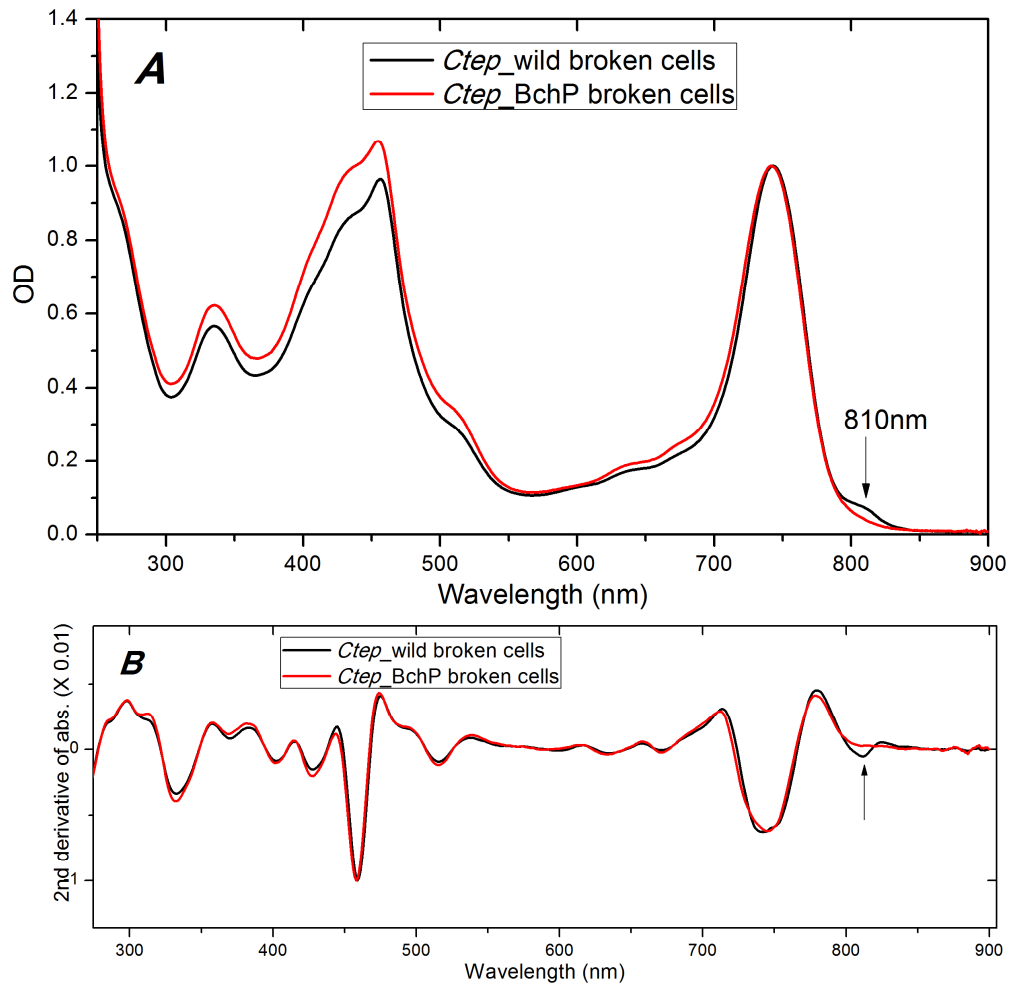 A
Ctep_wild broken cells
Ctep_BchP broken cells
1.4
1.2
1.0
0.8
0.6
0.4
0.2
0.0
OD
810nm
300 400 500 600 700 800 900
Wavelength (nm)
B
Ctep_wild broken cells
Ctep_BchP broken cells
2nd derivative of abs. (X 0.01)
0
21
300 400 500 600 700 800 900
Wavelength (nm)